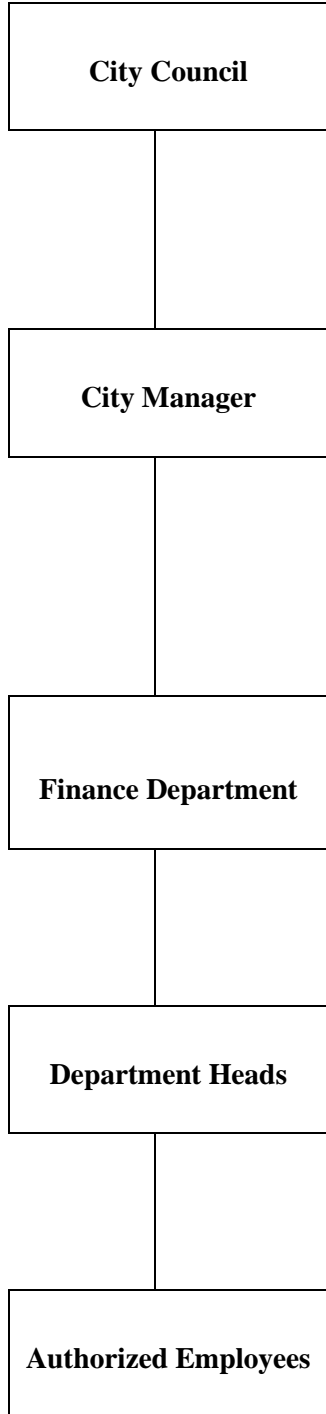 City Council
City Manager
Finance Department
Department Heads
Authorized Employees